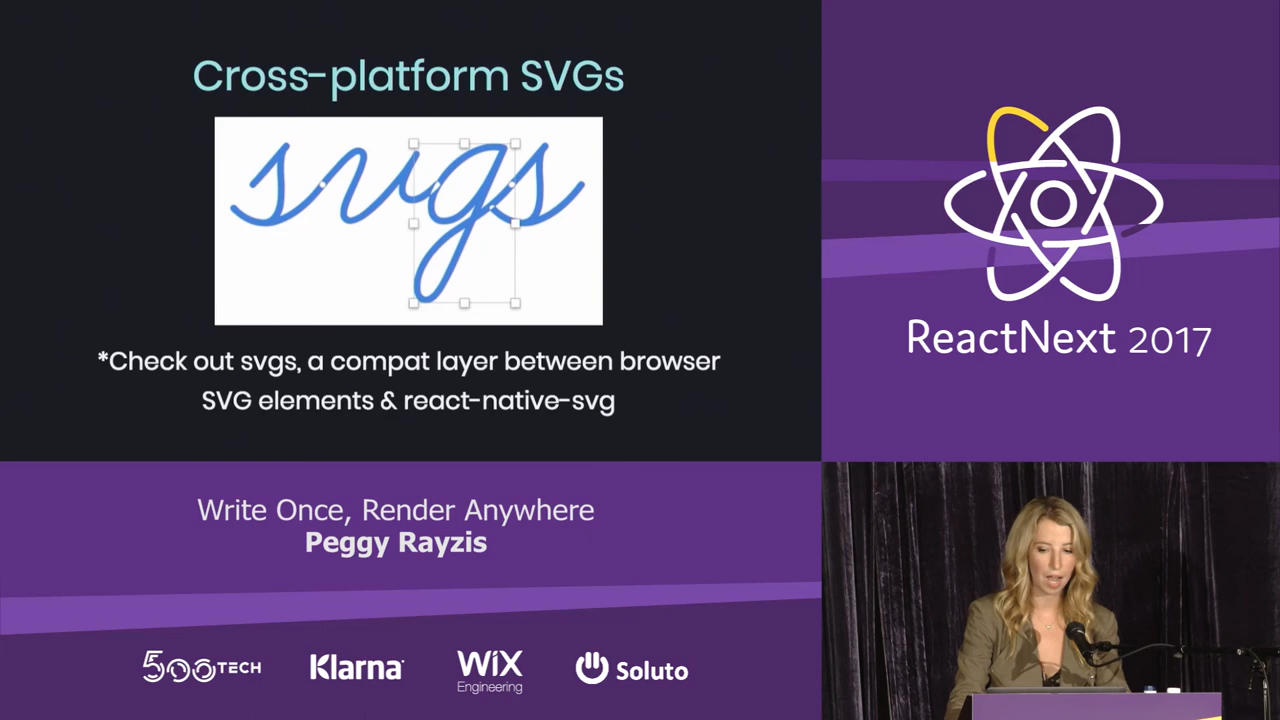 Cross-platform SVGs
svgs
*Check out svgs, a compat layer between browser
SVG elements & react-native-svg
ReactNext 2017
Write Once, Render Anywhere
Peggy Rayzis
500TECH
Klarna
WiX
Engineering
Soluto